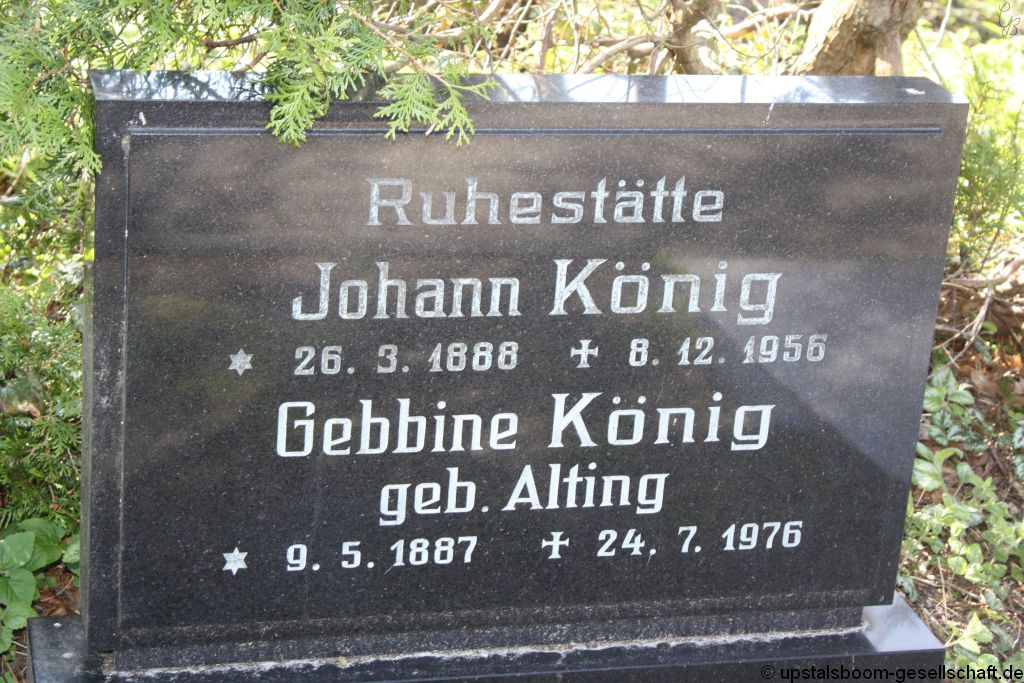 Ruhestätte
Johann König
* 26. 3. 1888 ✝ 8. 12. 1956
Gebbine König
geb. Alting
* 9. 5. 1887 ✝ 24. 7. 1976
© upstalsboom-gesellschaft.de